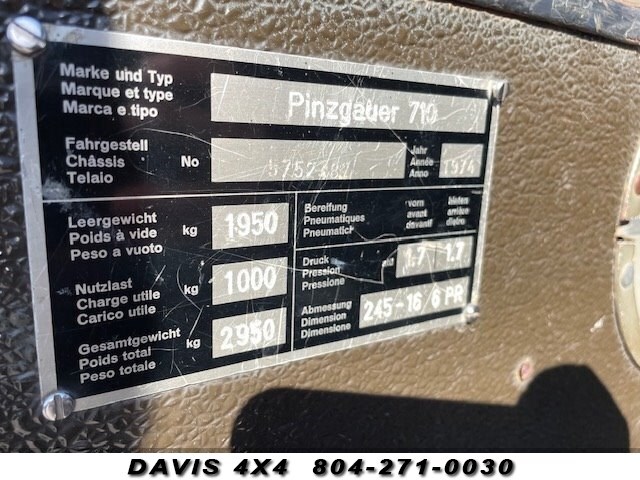 Marke und Typ
Marque et type
Marca e tipo
Pinzgauer 710
Fahrgestell
Châssis
Telaio
No
Jahr
Année
Anno
1974
Leergewicht
Poids à vide
Peso a vuoto
kg
1950
Nutzlast
Charge utile
Carico utile
kg
1000
Gesamtgewicht
Poids total
Peso totale
kg
2950
Bereifung
Pneumatiques
Pneumatici
vorn
avant
davanti
hinten
arrière
dietro
Druck
Pression
Pressione
1.7 - 1.7
Abmessung
Dimension
Dimensione
245-16/6 PR
DAVIS 4X4 804-271-0030